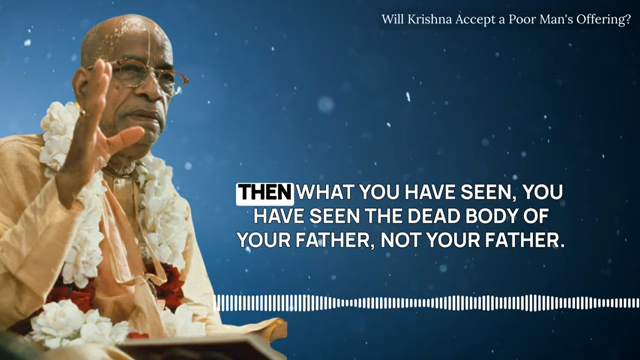 Will Krishna Accept a Poor Man's Offering?
THEN WHAT YOU HAVE SEEN, YOU
HAVE SEEN THE DEAD BODY OF
YOUR FATHER, NOT YOUR FATHER.